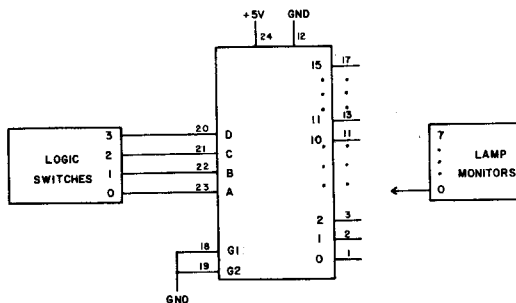 +5V GND
24 12
15 17
11 13
10 11
3 20 D
LOGIC SWITCHES
2 21 C
1 22 B
0 23 A
7
LAMP MONITORS
0
2 3
1 2
0 1
18 G1
19 G2
GND